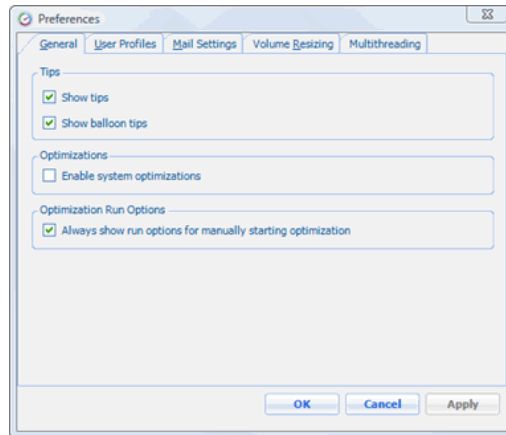 Preferences
General User Profiles Mail Settings Volume Resizing Multithreading
Tips
Show tips
Show balloon tips
Optimizations
Enable system optimizations
Optimization Run Options
Always show run options for manually starting optimization
OK Cancel Apply